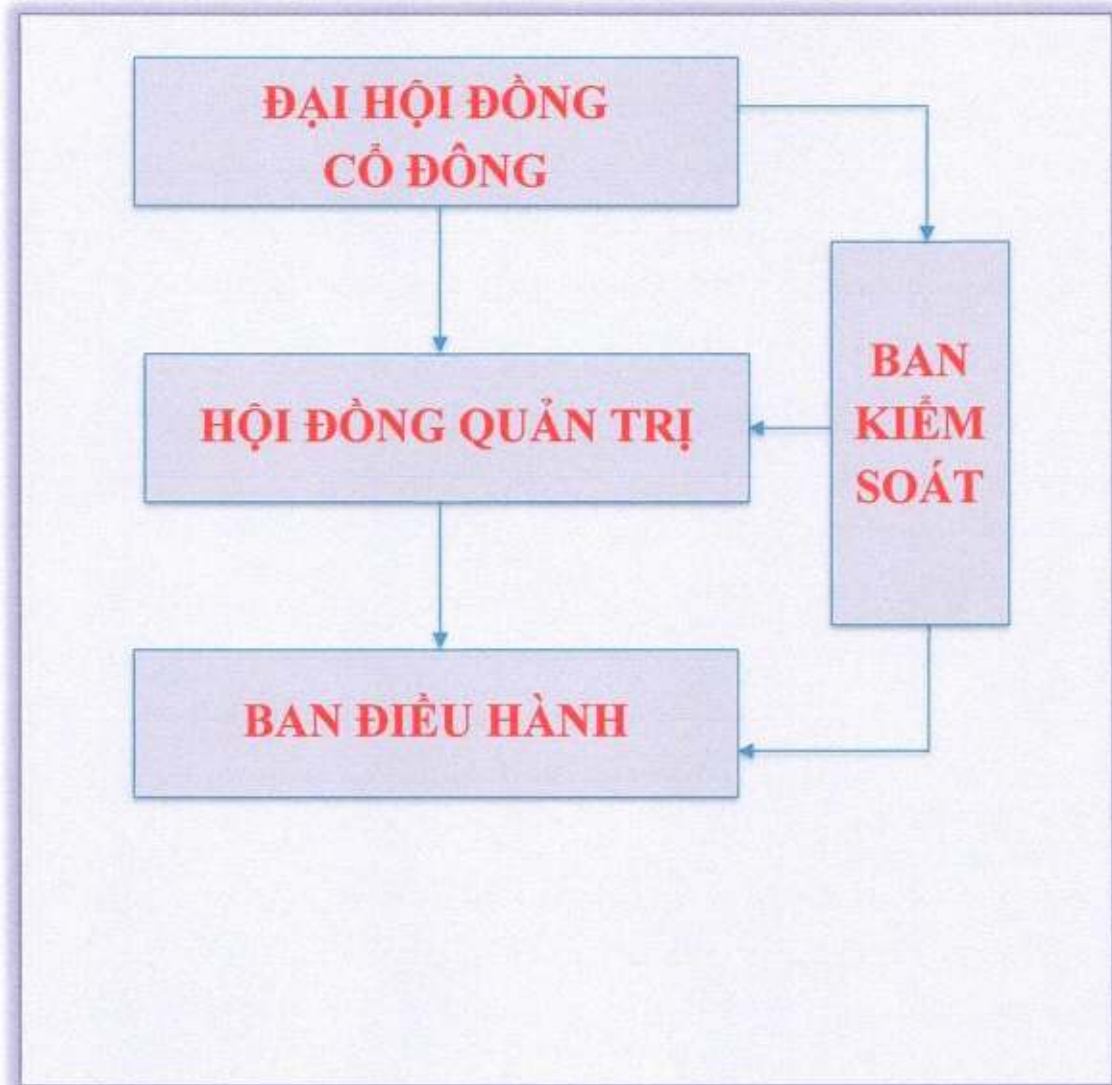 ĐẠI HỘI ĐỒNG
CỔ ĐÔNG
BAN
KIỂM
SOÁT
HỘI ĐỒNG QUẢN TRỊ
BAN ĐIỀU HÀNH